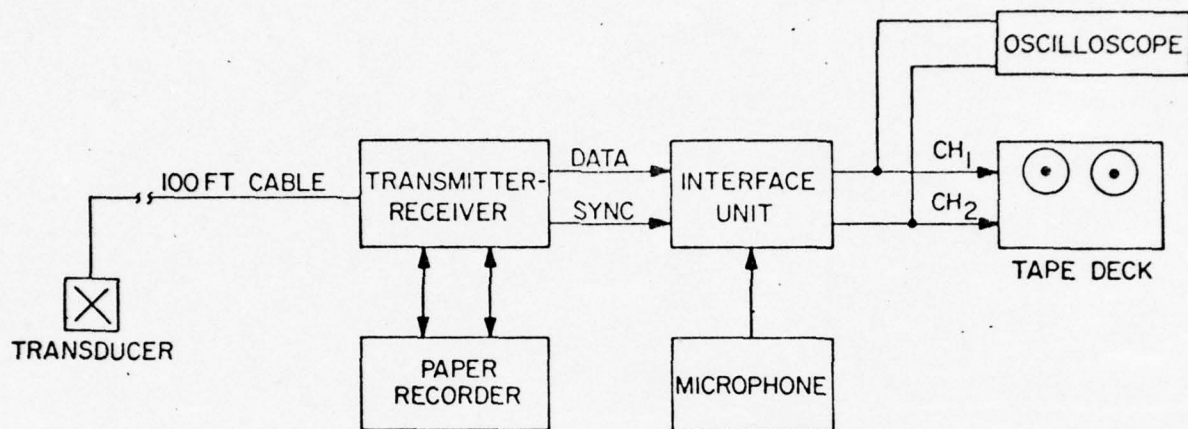 OSCILLOSCOPE
100 FT CABLE
TRANSMITTER-
RECEIVER
DATA
SYNC
INTERFACE
UNIT
CH1
CH2
TAPE DECK
TRANSDUCER
PAPER
RECORDER
MICROPHONE